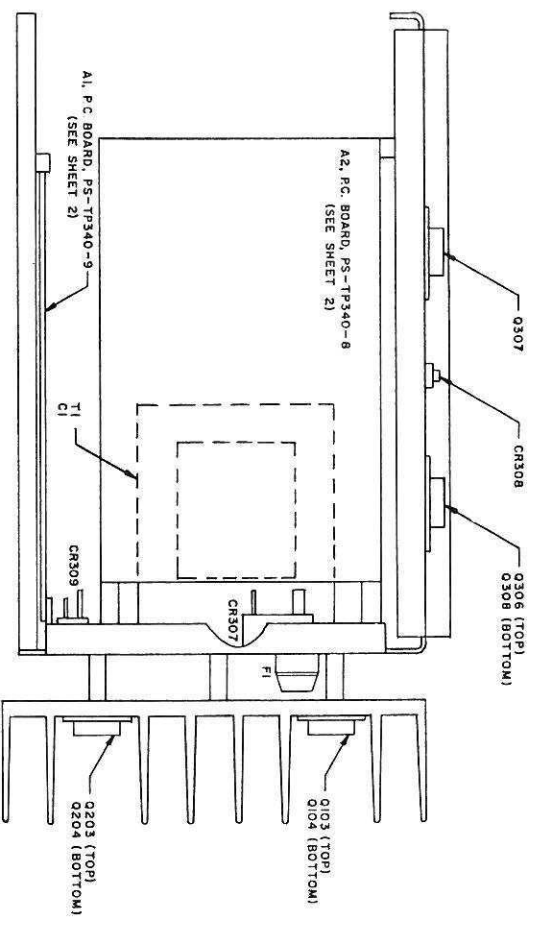 Q307
CR308
Q306 (TOP)
Q308 (BOTTOM)
A2, P.C. BOARD, PS-TP340-8
(SEE SHEET 2)
A1, P.C BOARD, PS-TP340-9
(SEE SHEET 2)
T1
C1
CR309
CR307
F1
Q103 (TOP)
Q104 (BOTTOM)
Q203 (TOP)
Q204 (BOTTOM)